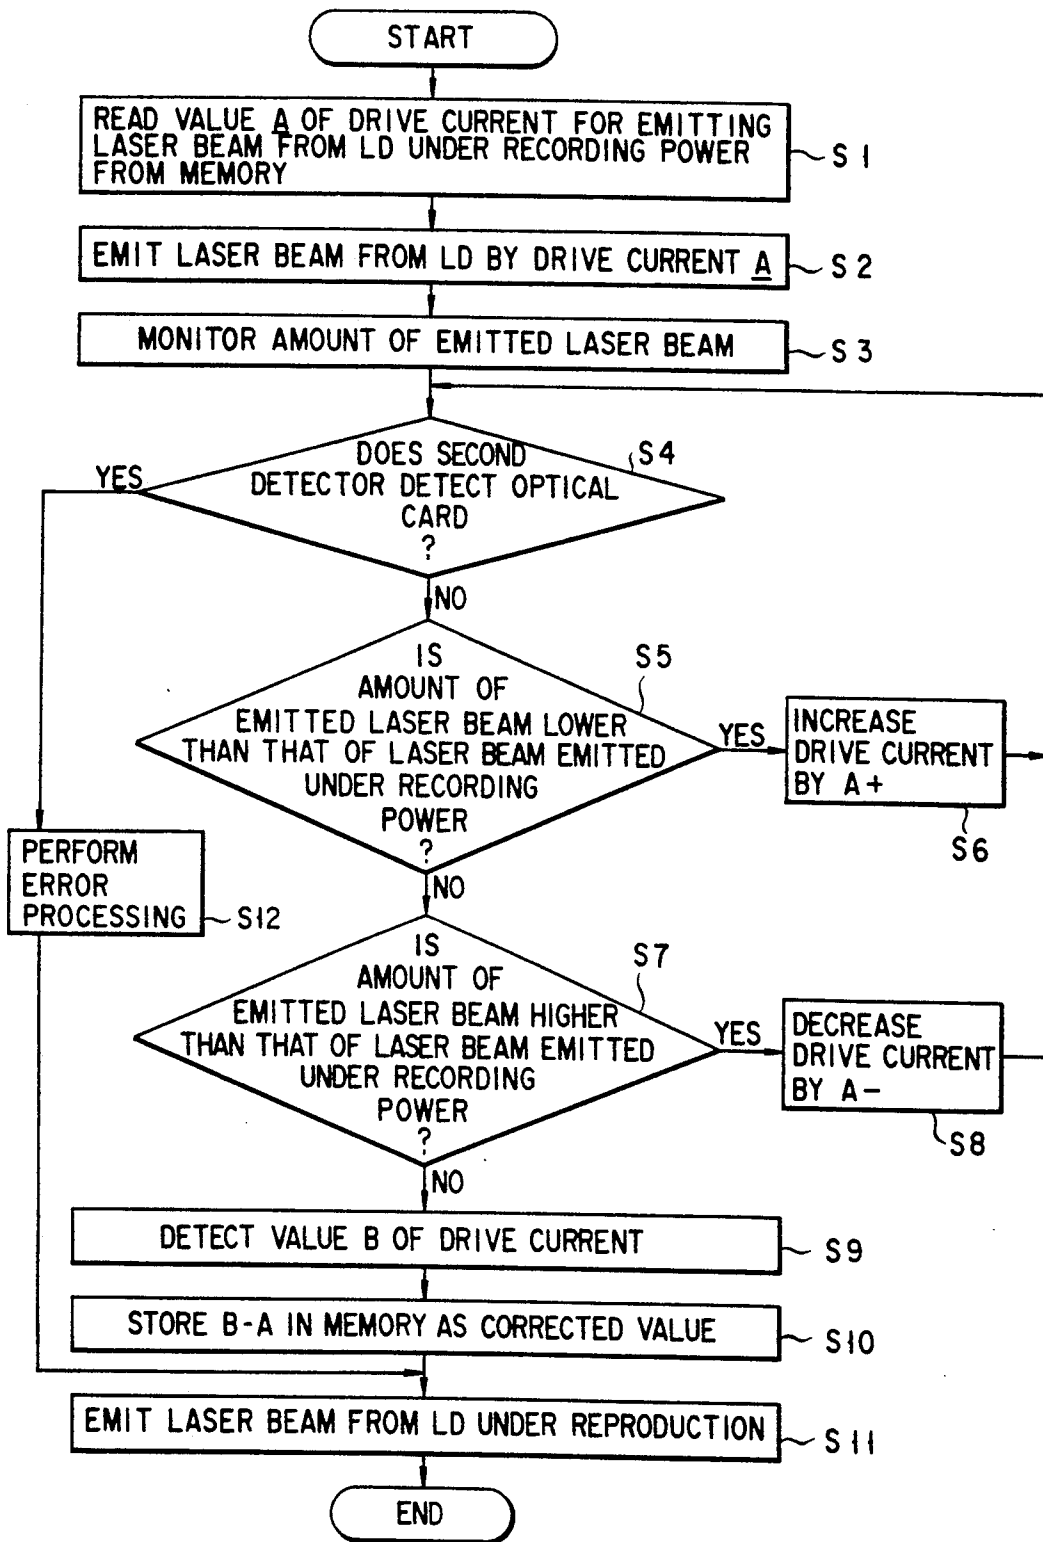 START
READ VALUE A OF DRIVE CURRENT FOR EMITTING
LASER BEAM FROM LD UNDER RECORDING POWER
FROM MEMORY
S1
EMIT LASER BEAM FROM LD BY DRIVE CURRENT A
S2
MONITOR AMOUNT OF EMITTED LASER BEAM
S3
DOES SECOND
DETECTOR DETECT OPTICAL
CARD
?
S4
YES
NO
IS
AMOUNT OF
EMITTED LASER BEAM LOWER
THAN THAT OF LASER BEAM EMITTED
UNDER RECORDING
POWER
?
S5
YES
INCREASE
DRIVE CURRENT
BY A+
S6
NO
PERFORM
ERROR
PROCESSING
S12
IS
AMOUNT OF
EMITTED LASER BEAM HIGHER
THAN THAT OF LASER BEAM EMITTED
UNDER RECORDING
POWER
?
S7
YES
DECREASE
DRIVE CURRENT
BY A-
S8
NO
DETECT VALUE B OF DRIVE CURRENT
S9
STORE B-A IN MEMORY AS CORRECTED VALUE
S10
EMIT LASER BEAM FROM LD UNDER REPRODUCTION
S11
END